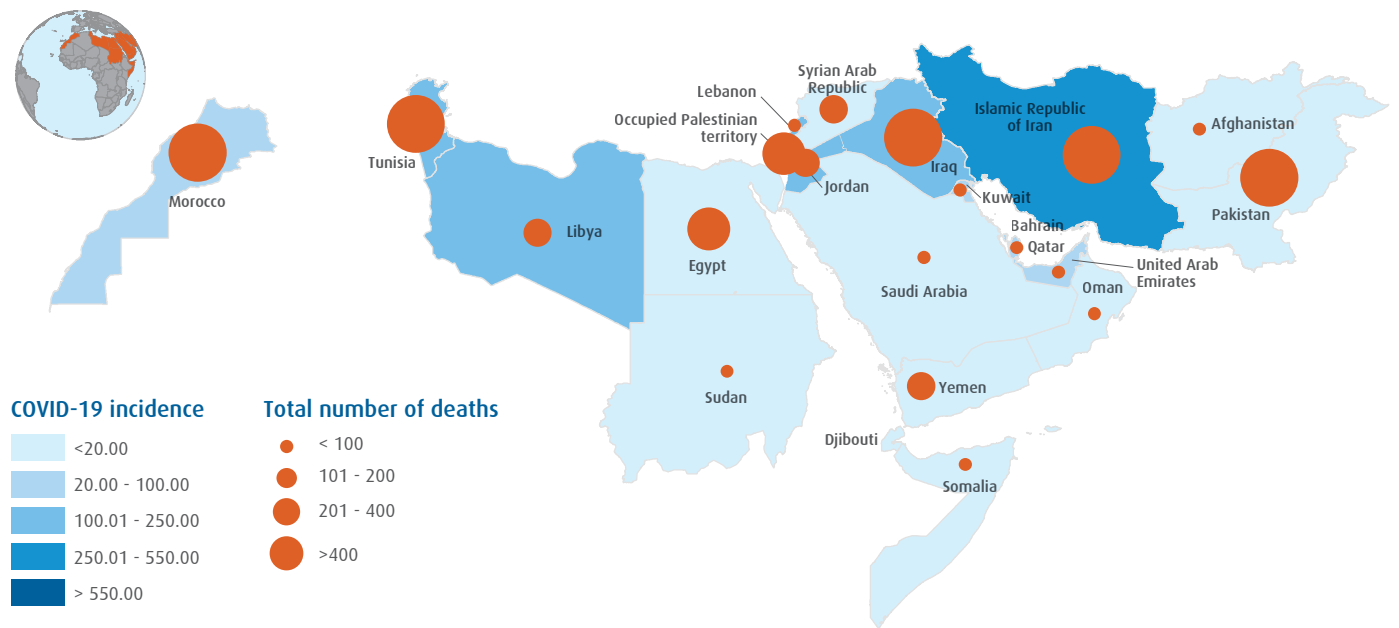 Syrian Arab
Republic
Lebanon
Occupied Palestinian
territory
Islamic Republic
of Iran
Afghanistan
Tunisia
Iraq
Jordan
Kuwait
Morocco
Pakistan
Libya
Bahrain
Qatar
Egypt
United Arab
Emirates
Saudi Arabia
Oman
Yemen
Sudan
Djibouti
Somalia
COVID-19 incidence
<20.00
20.00 - 100.00
100.01 - 250.00
250.01 - 550.00
> 550.00
Total number of deaths
< 100
101 - 200
201 - 400
>400